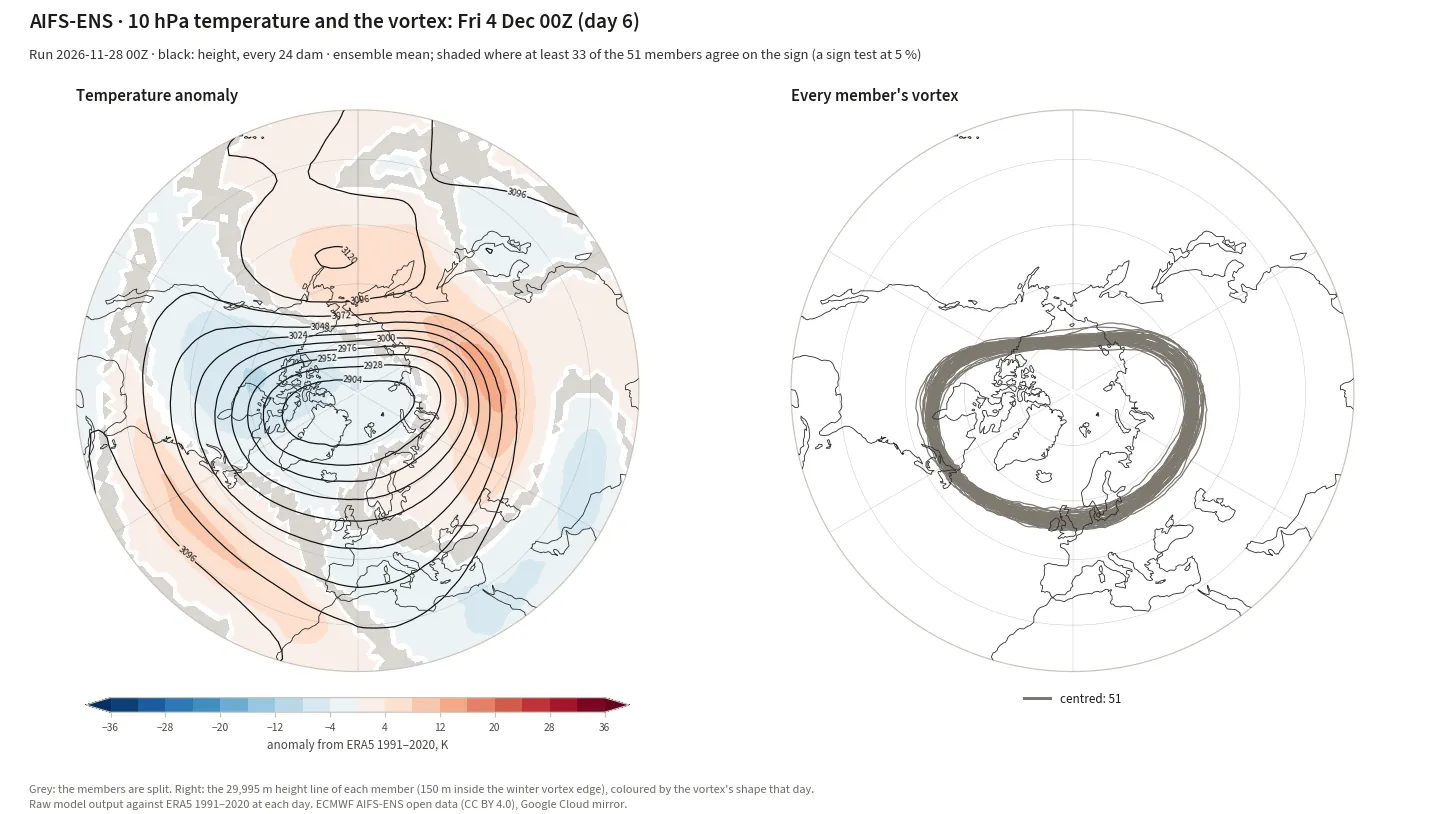 AIFS-ENS · 10 hPa temperature and the vortex: Fri 4 Dec 00Z (day 6)
Run 2026-11-28 00Z · black: height, every 24 dam · ensemble mean; shaded where at least 33 of the 51 members agree on the sign (a sign test at 5 %)
Temperature anomaly
Every member's vortex
3096
3120
3096
3072
3048
3024
3000
2976
2952
2928
2904
3096
centred: 51
−36 −28 −20 −12 −4 4 12 20 28 36
anomaly from ERA5 1991–2020, K
Grey: the members are split. Right: the 29,995 m height line of each member (150 m inside the winter vortex edge), coloured by the vortex's shape that day.
Raw model output against ERA5 1991–2020 at each day. ECMWF AIFS-ENS open data (CC BY 4.0), Google Cloud mirror.